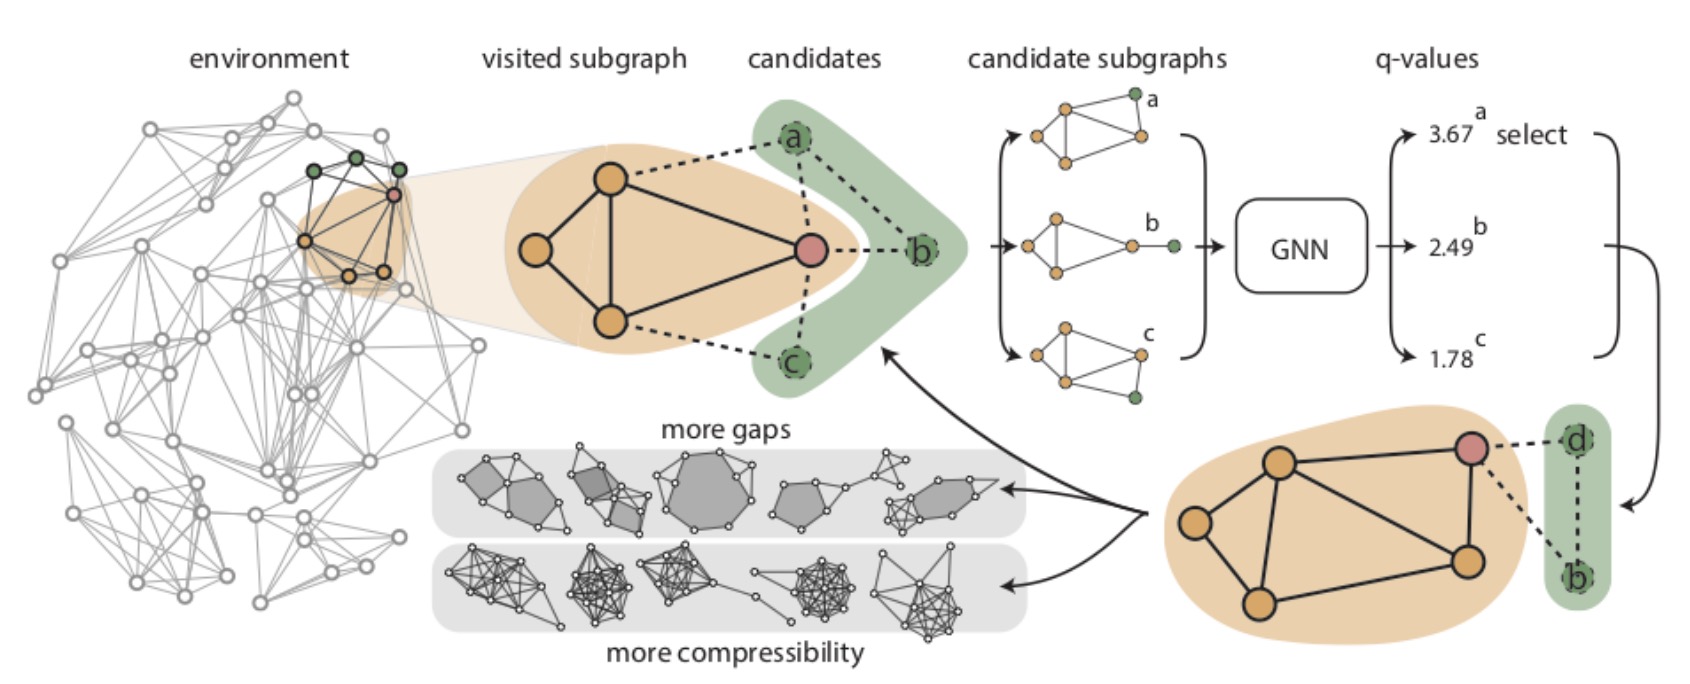 environment
visited subgraph
candidates
candidate subgraphs
q-values
a
b
c
a
b
c
GNN
3.67 a select
2.49 b
1.78 c
more gaps
more compressibility
d
b